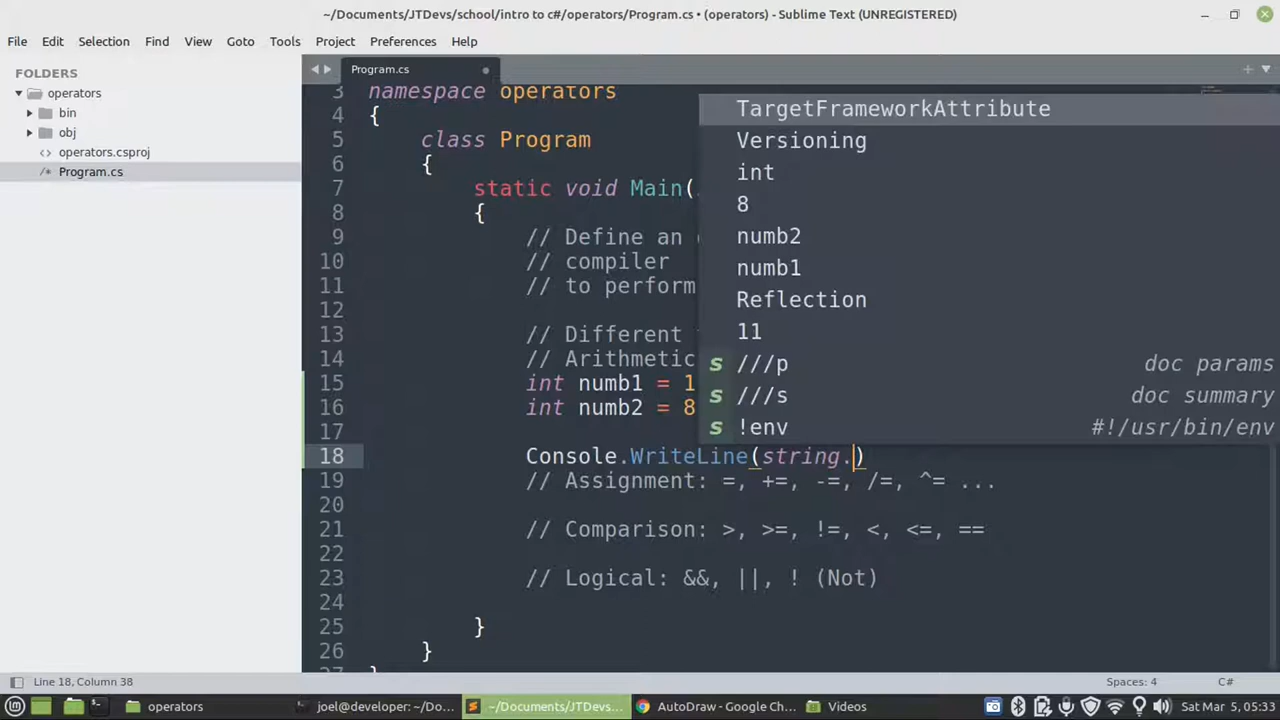 ~/Documents/JTDevs/school/intro to c#/operators/Program.cs • (operators) - Sublime Text (UNREGISTERED)
File Edit Selection Find View Goto Tools Project Preferences Help
FOLDERS
operators
bin
obj
<> operators.csproj
/* Program.cs
Program.cs
3 namespace operators
4 {
5 class Program
6 {
7 static void Main(
8 {
9 // Define an
10 // compiler
11 // to perform
12
13 // Different
14 // Arithmetic
15 int numb1 = 1
16 int numb2 = 8
17
18 Console.WriteLine(string.)
19 // Assignment: =, +=, -=, /=, ^= ...
20
21 // Comparison: >, >=, !=, <, <=, ==
22
23 // Logical: &&, ||, ! (Not)
24
25 }
26 }
27 }
TargetFrameworkAttribute
Versioning
int
8
numb2
numb1
Reflection
11
s ///p doc params
s ///s doc summary
s !env #!/usr/bin/env
Line 18, Column 38 Spaces: 4 C#
operators joel@developer: ~/Do... ~/Documents/JTDevs... AutoDraw - Google Ch... Videos Sat Mar 5, 05:33